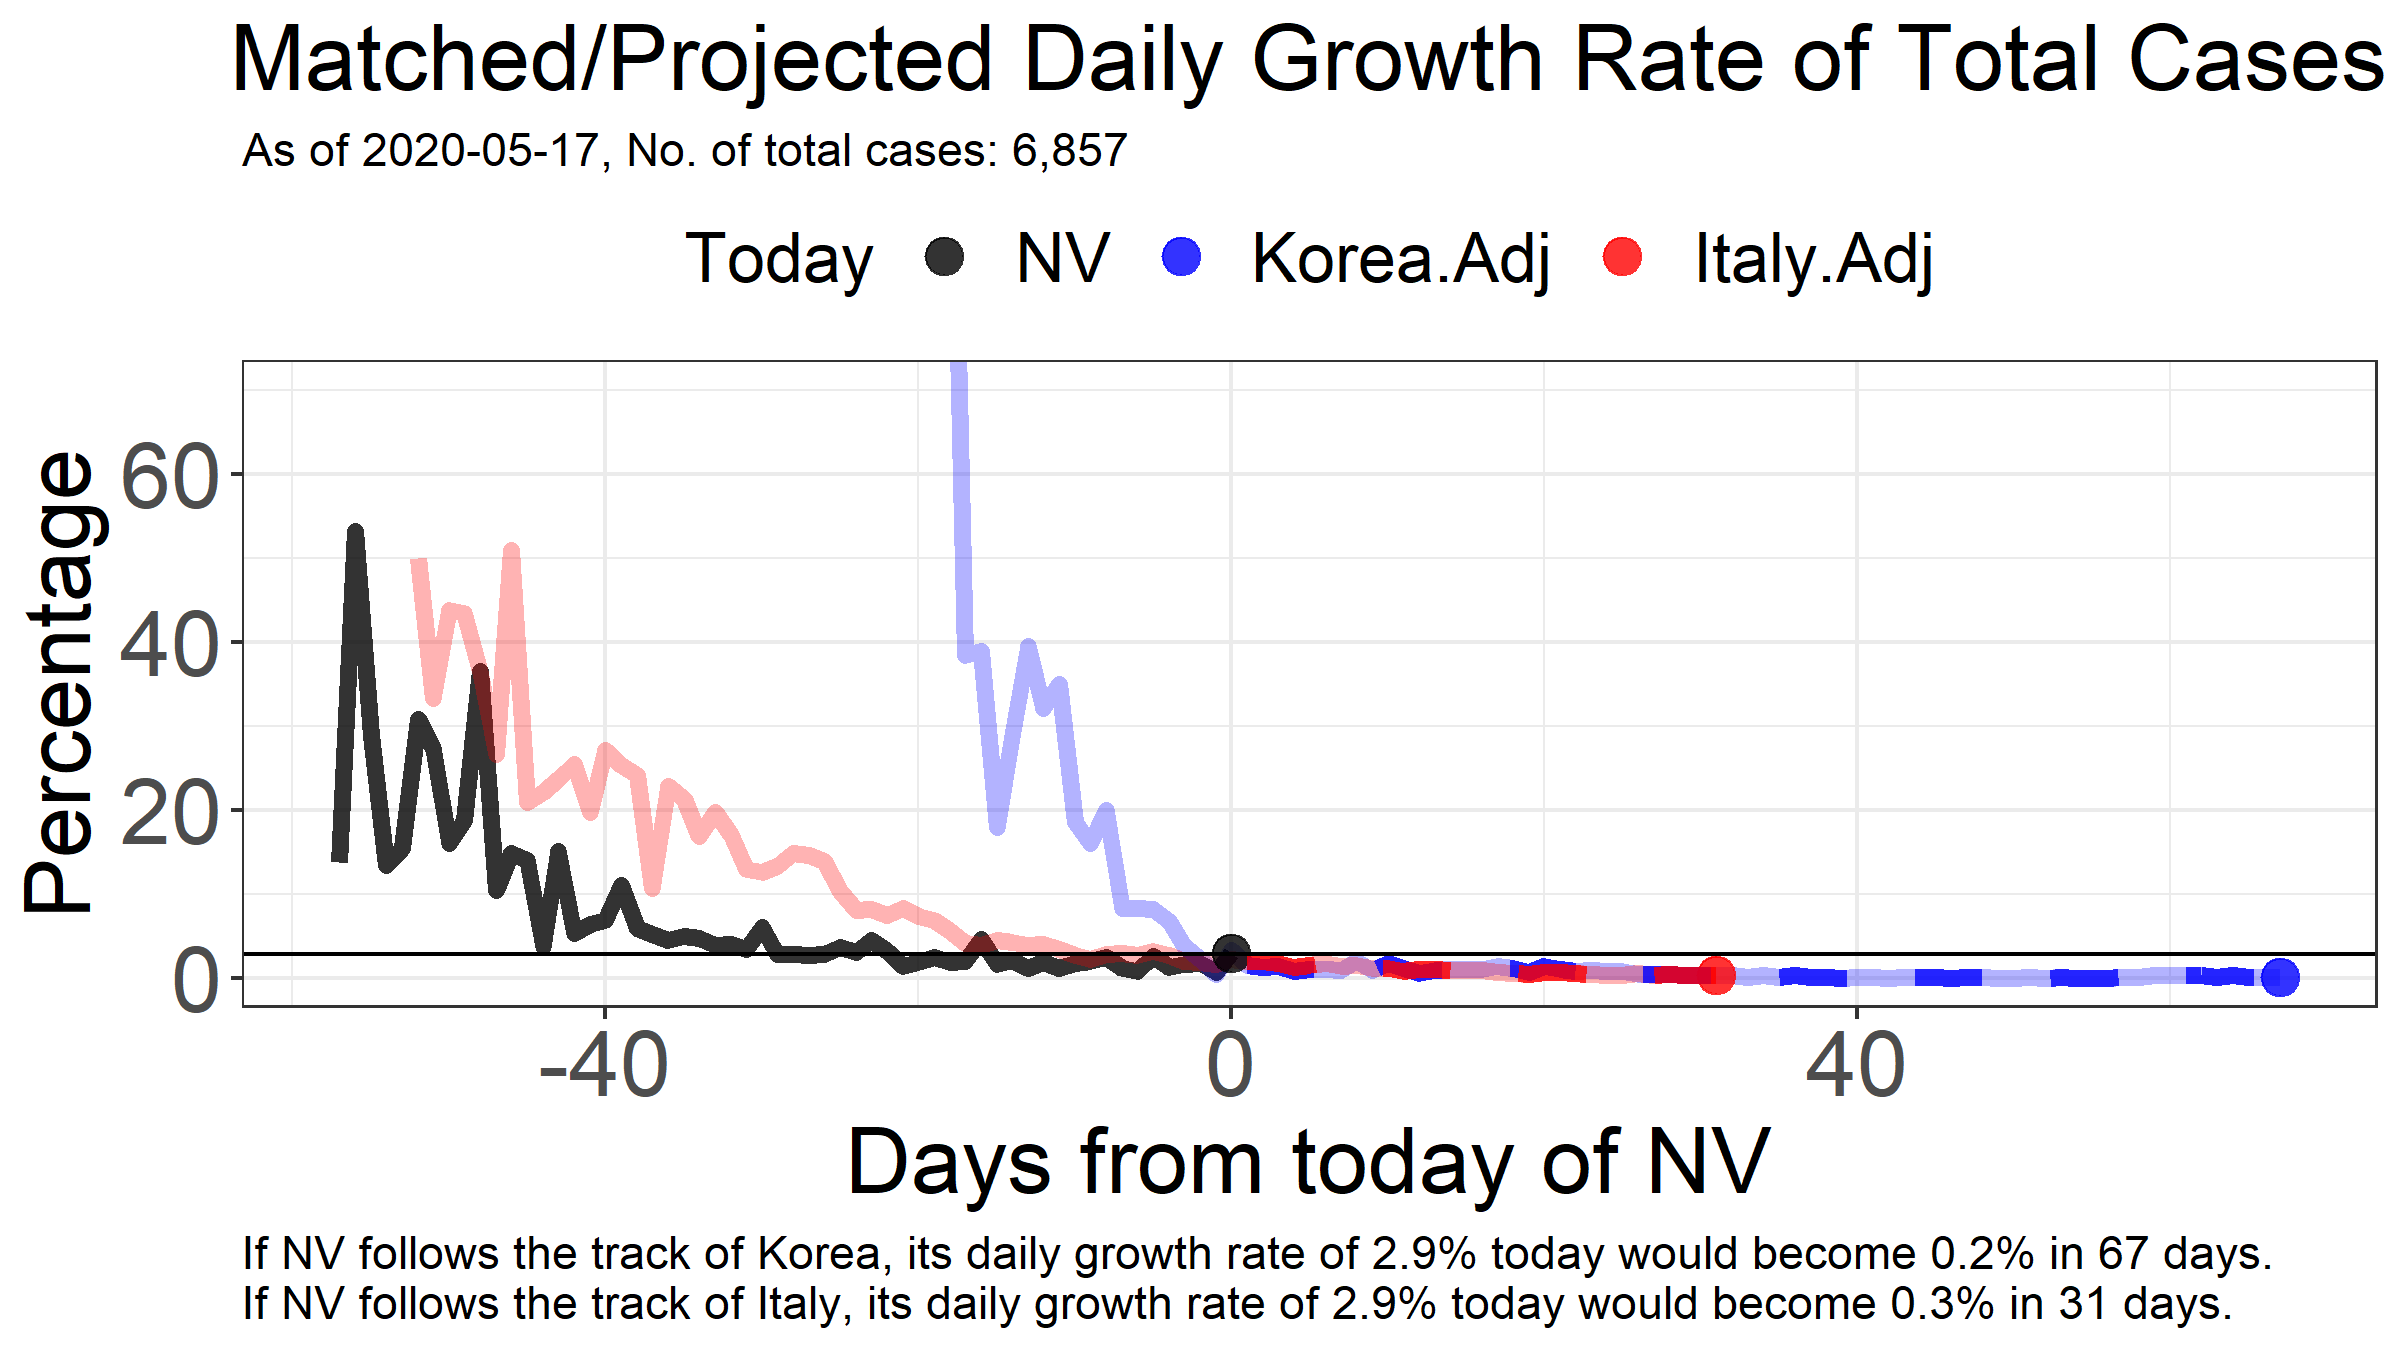 Matched/Projected Daily Growth Rate of Total Cases
As of 2020-05-17, No. of total cases: 6,857
Today NV Korea.Adj Italy.Adj
Percentage
60
40
20
0
-40 0 40
Days from today of NV
If NV follows the track of Korea, its daily growth rate of 2.9% today would become 0.2% in 67 days.
If NV follows the track of Italy, its daily growth rate of 2.9% today would become 0.3% in 31 days.